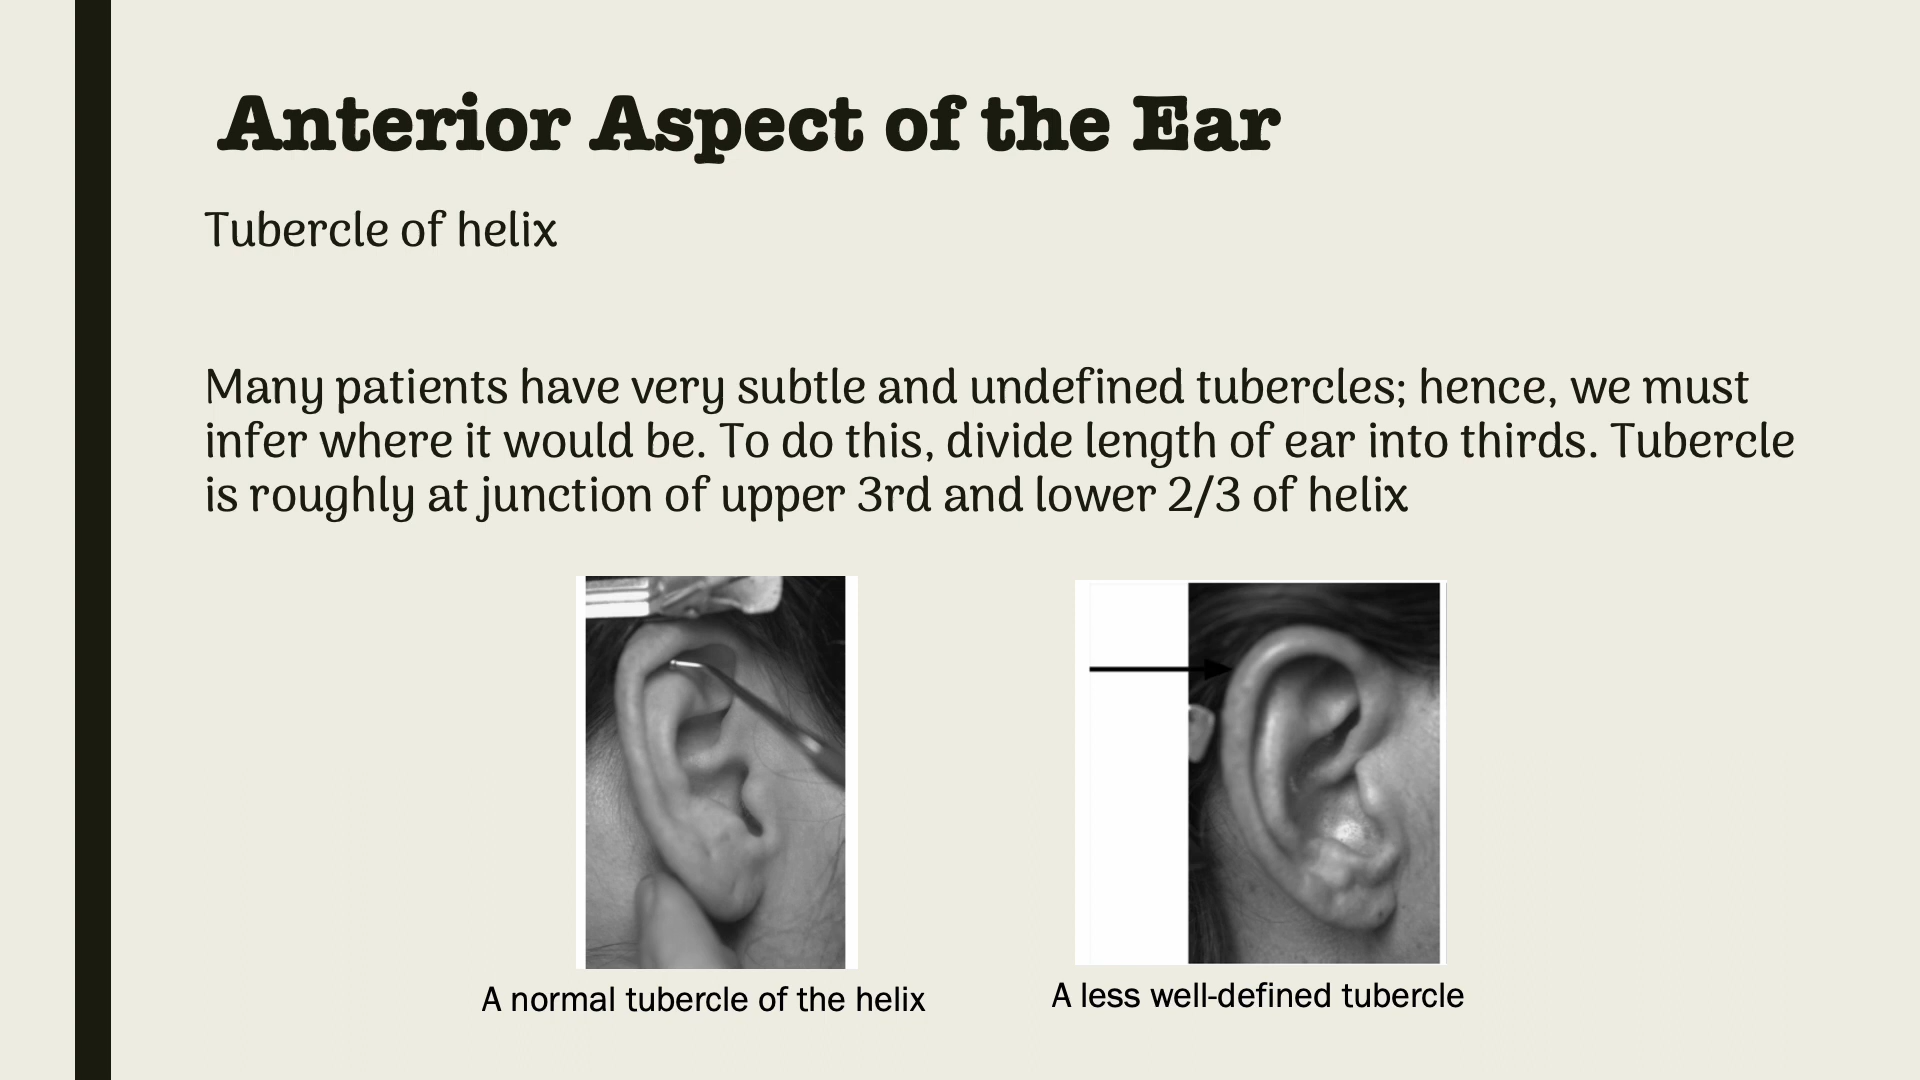 Anterior Aspect of the Ear
Tubercle of helix
Many patients have very subtle and undefined tubercles; hence, we must
infer where it would be. To do this, divide length of ear into thirds. Tubercle
is roughly at junction of upper 3rd and lower 2/3 of helix
A normal tubercle of the helix
A less well-defined tubercle